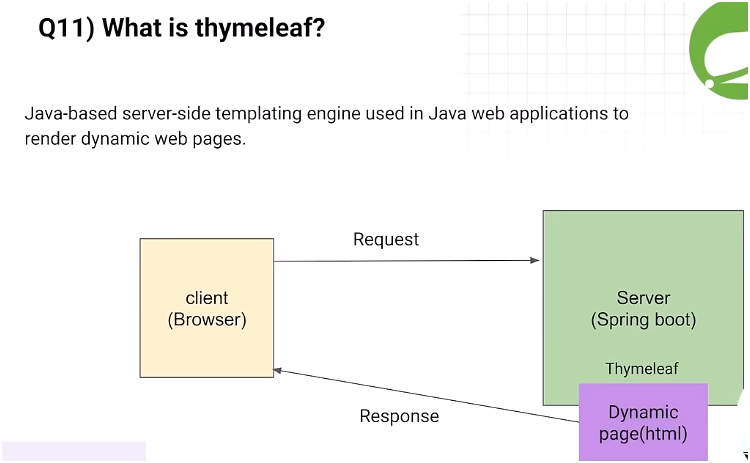 Q11) What is thymeleaf?
Java-based server-side templating engine used in Java web applications to
render dynamic web pages.
Request
client
(Browser)
Server
(Spring boot)
Thymeleaf
Response
Dynamic
page(html)